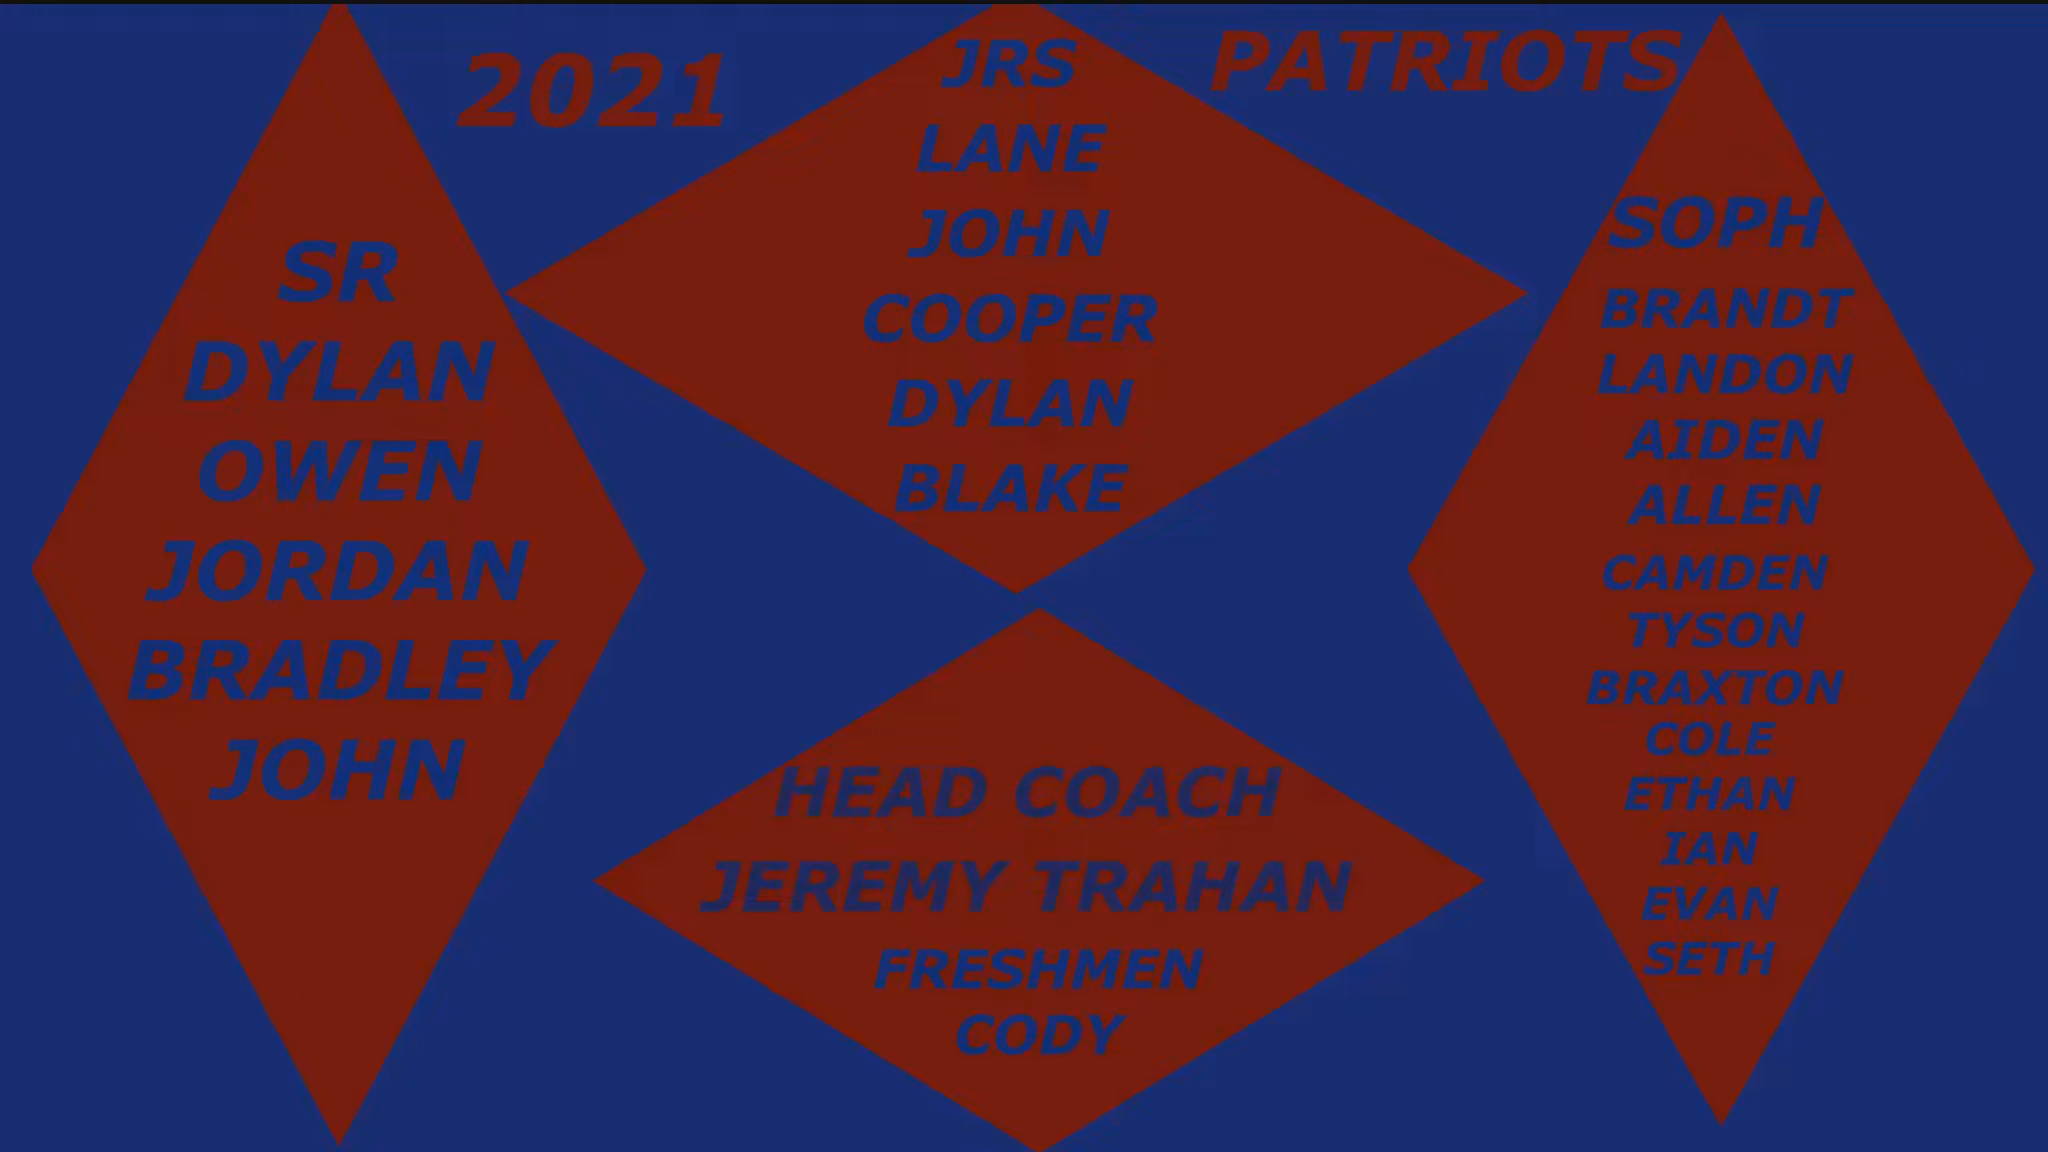 2021
PATRIOTS
SR
DYLAN
OWEN
JORDAN
BRADLEY
JOHN
JRS
LANE
JOHN
COOPER
DYLAN
BLAKE
HEAD COACH
JEREMY TRAHAN
FRESHMEN
CODY
SOPH
BRANDT
LANDON
AIDEN
ALLEN
CAMDEN
TYSON
BRAXTON
COLE
ETHAN
IAN
EVAN
SETH